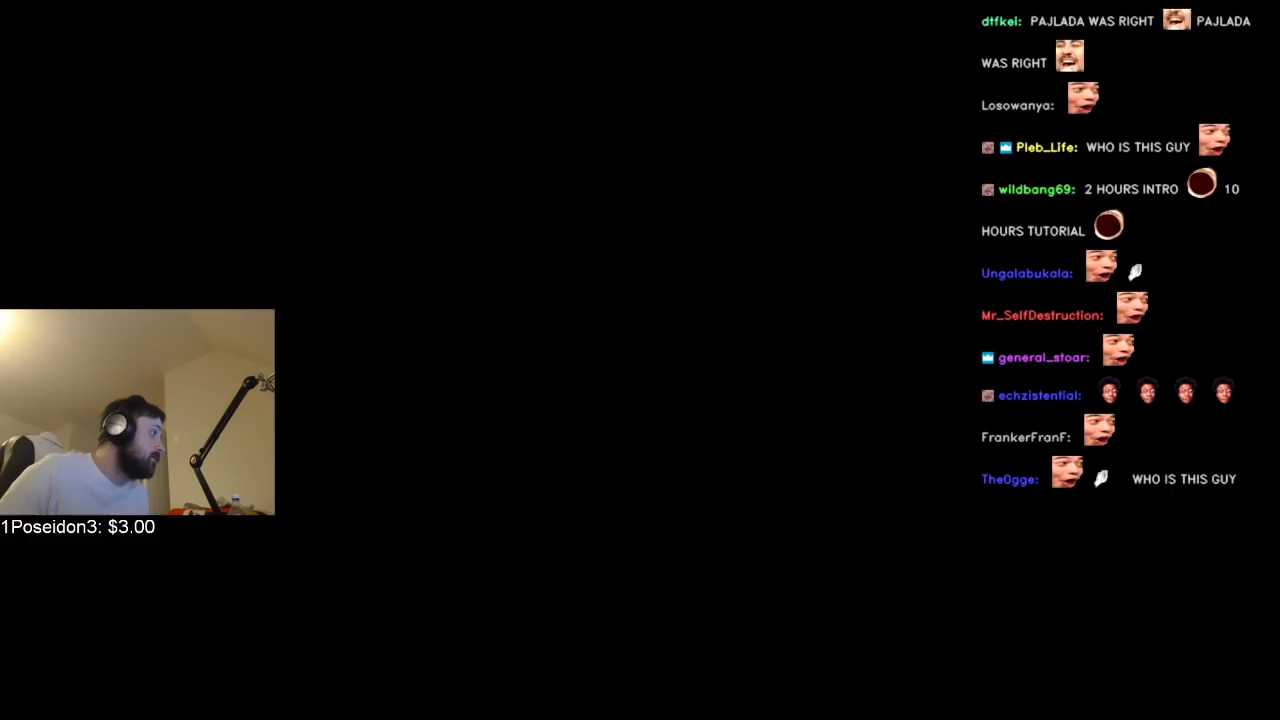 dtfkei: PAJLADA WAS RIGHT PAJLADA
WAS RIGHT
Losowanya:
Pleb_Life: WHO IS THIS GUY
wildbang69: 2 HOURS INTRO 10
HOURS TUTORIAL
Ungalabukala:
Mr_SelfDestruction:
general_stoar:
echzistential:
FrankerFranF:
TheOgge: WHO IS THIS GUY
1Poseidon3: $3.00